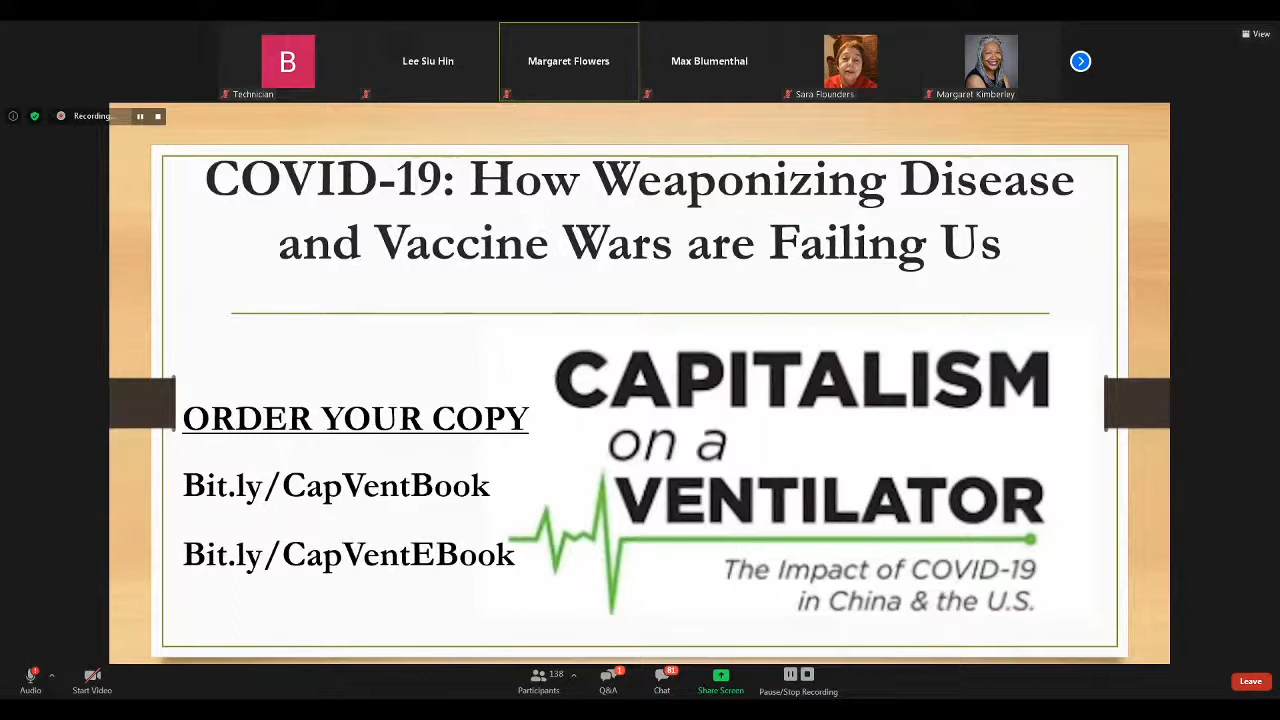 View
B
Technician
Lee Siu Hin
Margaret Flowers
Max Blumenthal
Sara Flounders
Margaret Kimberley
Recording...
COVID-19: How Weaponizing Disease
and Vaccine Wars are Failing Us
ORDER YOUR COPY
Bit.ly/CapVentBook
Bit.ly/CapVentEBook
CAPITALISM
on a
VENTILATOR
The Impact of COVID-19
in China & the U.S.
Audio
Start Video
138
Participants
1
Q&A
81
Chat
Share Screen
Pause/Stop Recording
Leave